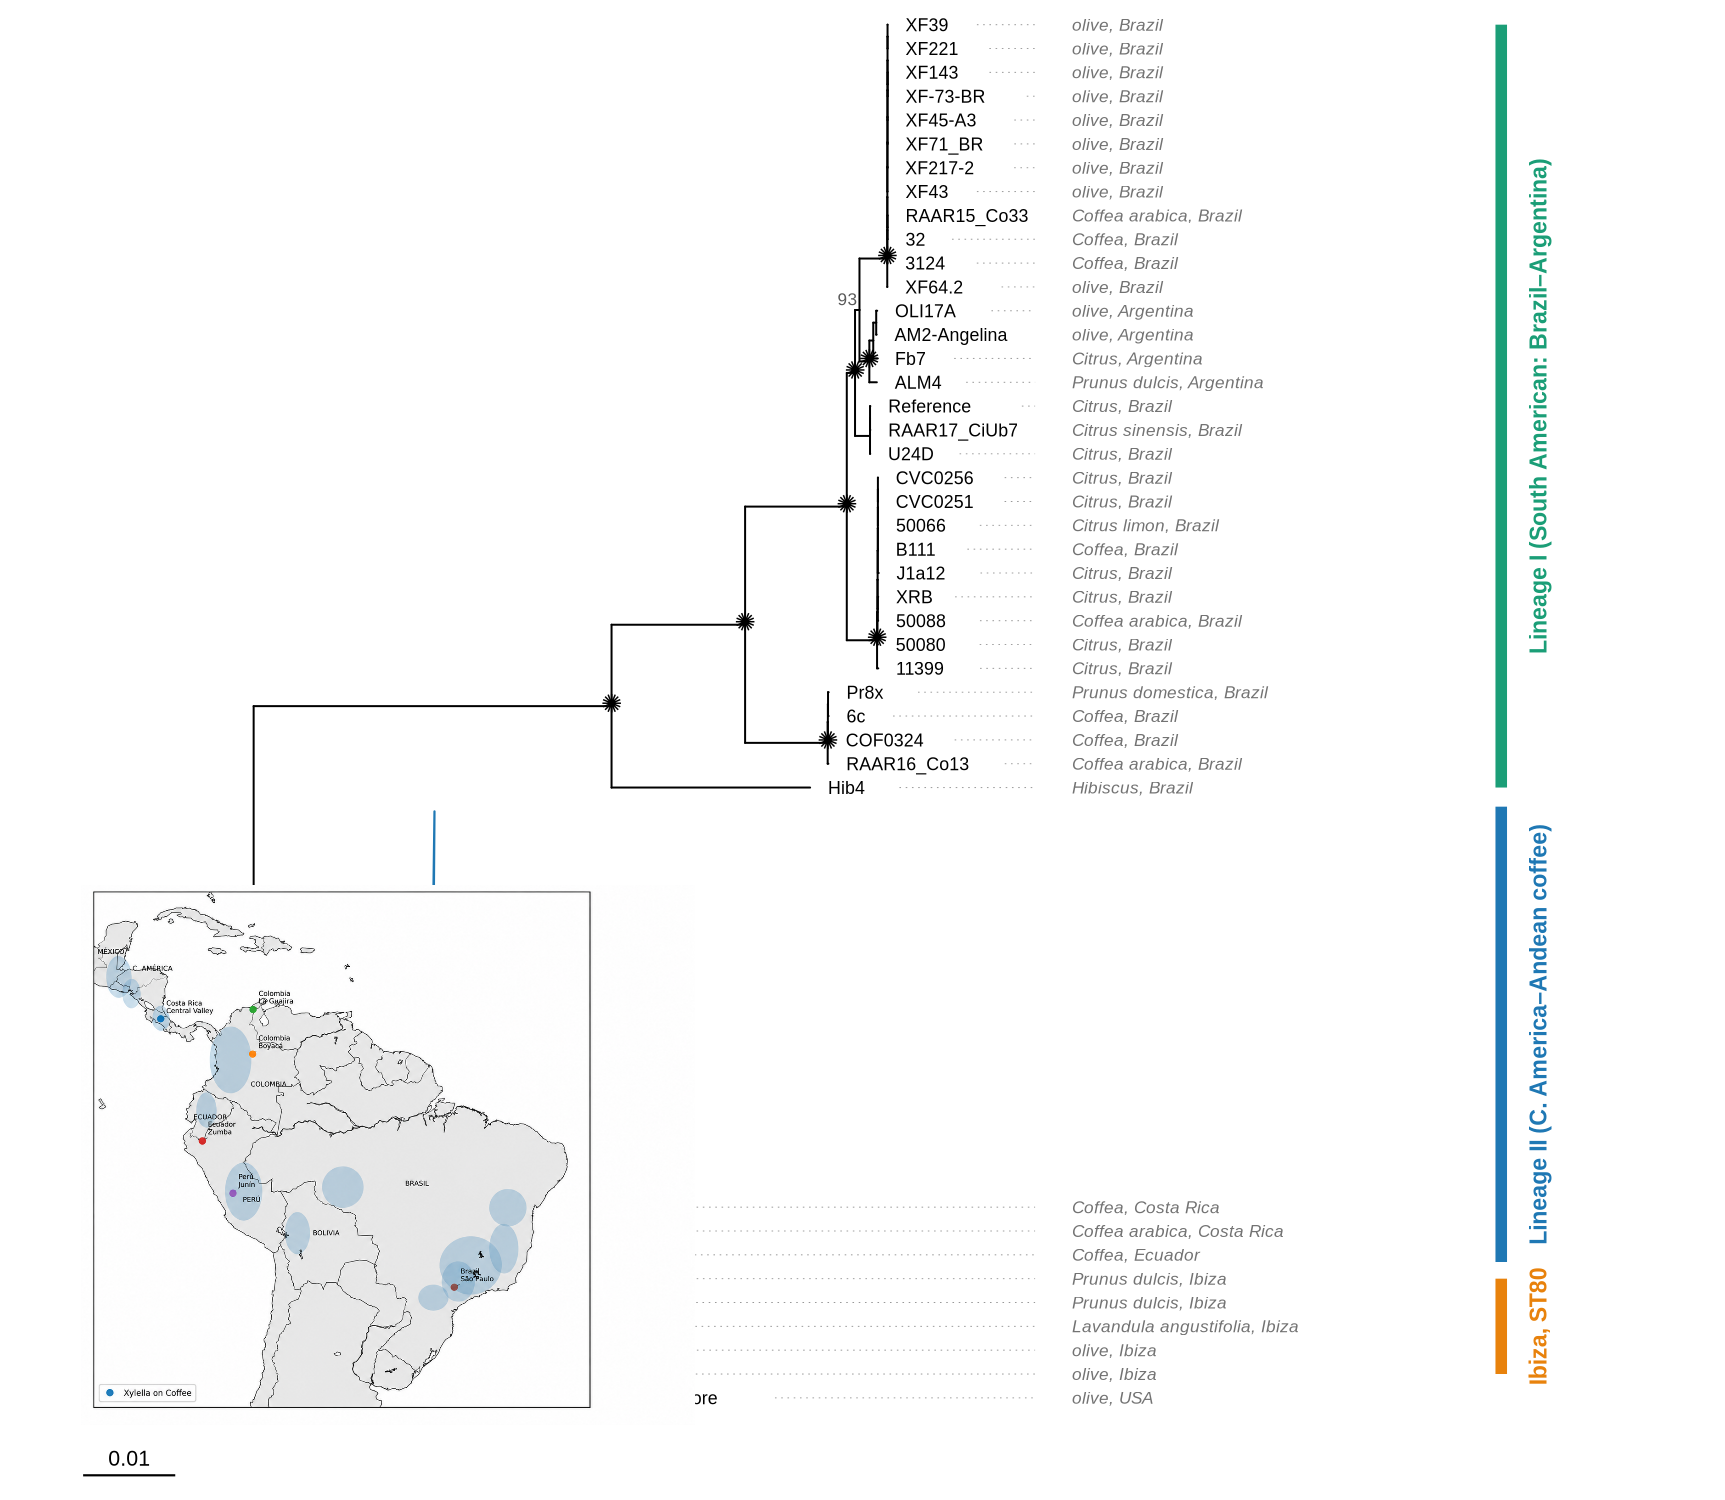 XF39 olive, Brazil
XF221 olive, Brazil
XF143 olive, Brazil
XF-73-BR olive, Brazil
XF45-A3 olive, Brazil
XF71_BR olive, Brazil
XF217-2 olive, Brazil
XF43 olive, Brazil
RAAR15_Co33 Coffea arabica, Brazil
32 Coffea, Brazil
3124 Coffea, Brazil
XF64.2 olive, Brazil
93
OLI17A olive, Argentina
AM2-Angelina olive, Argentina
Fb7 Citrus, Argentina
ALM4 Prunus dulcis, Argentina
Reference Citrus, Brazil
RAAR17_CiUb7 Citrus sinensis, Brazil
U24D Citrus, Brazil
CVC0256 Citrus, Brazil
CVC0251 Citrus, Brazil
50066 Citrus limon, Brazil
B111 Coffea, Brazil
J1a12 Citrus, Brazil
XRB Citrus, Brazil
50088 Coffea arabica, Brazil
50080 Citrus, Brazil
11399 Citrus, Brazil
Pr8x Prunus domestica, Brazil
6c Coffea, Brazil
COF0324 Coffea, Brazil
RAAR16_Co13 Coffea arabica, Brazil
Hib4 Hibiscus, Brazil
Lineage I (South American: Brazil–Argentina)
Lineage II (C. America–Andean coffee)
Ibiza, ST80
MÉXICO
C. AMÉRICA
Costa Rica
Central Valley
Colombia
La Guajira
Colombia
Boyacá
COLOMBIA
ECUADOR
Ecuador
Zumba
Perú
Junín
PERÚ
BRASIL
BOLIVIA
Brazil
São Paulo
Xylella on Coffee
Coffea, Costa Rica
Coffea arabica, Costa Rica
Coffea, Ecuador
Prunus dulcis, Ibiza
Prunus dulcis, Ibiza
Lavandula angustifolia, Ibiza
olive, Ibiza
olive, Ibiza
ore olive, USA
0.01